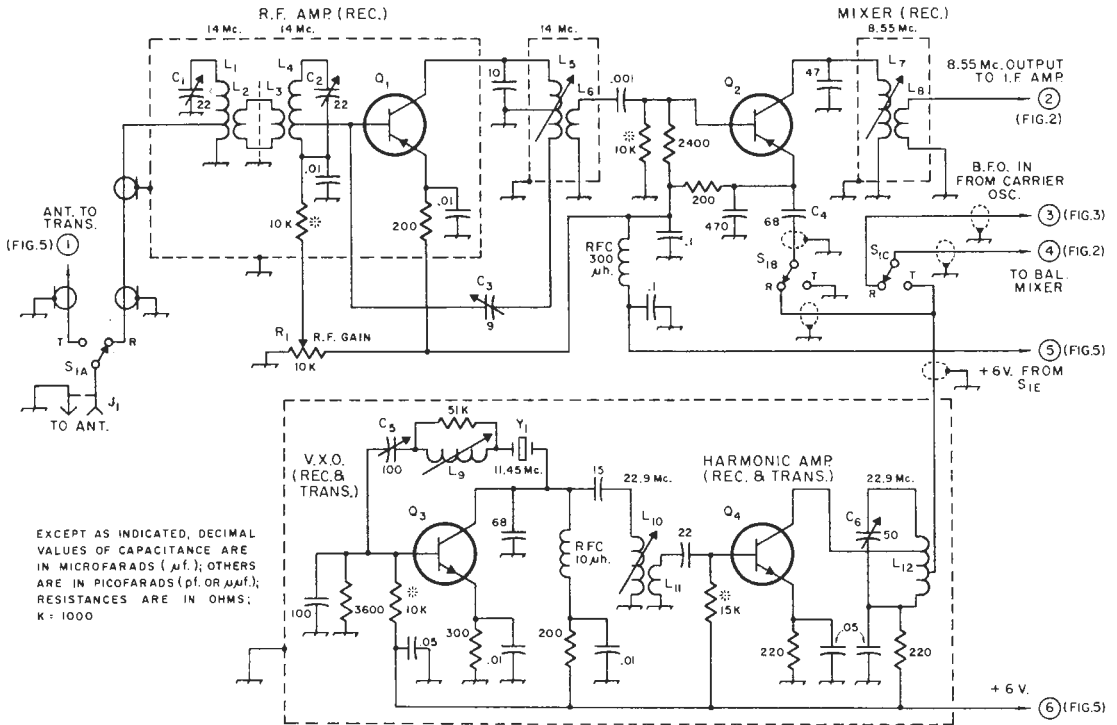 R.F. AMP. (REC.)
14 Mc. 14 Mc.
14 Mc.
MIXER (REC.)
8.55 Mc.
C1
22
L1
L2
L3
L4
C2
22
Q1
10
L5
L6
.001
Q2
47
L7
L8
8.55 Mc. OUTPUT
TO I.F. AMP.
2
(FIG.2)
※
10K
2400
.01
.01
10K ※
200
200
470
68
C4
B.F.O. IN
FROM CARRIER
OSC.
3 (FIG.3)
4 (FIG.2)
TO BAL.
MIXER
ANT. TO
TRANS.
(FIG.5) 1
RFC
300
μh.
.1
.1
S1B
R
T
S1C
R
T
C3
9
R1
R.F. GAIN
10K
T
R
S1A
J1
TO ANT.
5 (FIG.5)
+6V. FROM
S1E
V.X.O.
(REC.&
TRANS.)
51K
C5
100
L9
Y1
11.45 Mc.
HARMONIC AMP.
(REC. & TRANS.)
22.9 Mc.
22.9 Mc.
Q3
68
15
L10
RFC
10 μh.
22
L11
Q4
C6
50
L12
EXCEPT AS INDICATED, DECIMAL
VALUES OF CAPACITANCE ARE
IN MICROFARADS (μf.); OTHERS
ARE IN PICOFARADS (pf. OR μμf.);
RESISTANCES ARE IN OHMS;
K = 1000
100
3600
※
10K
.05
300
.01
200
.01
※
15K
220
.05
220
+6 V.
6 (FIG.5)